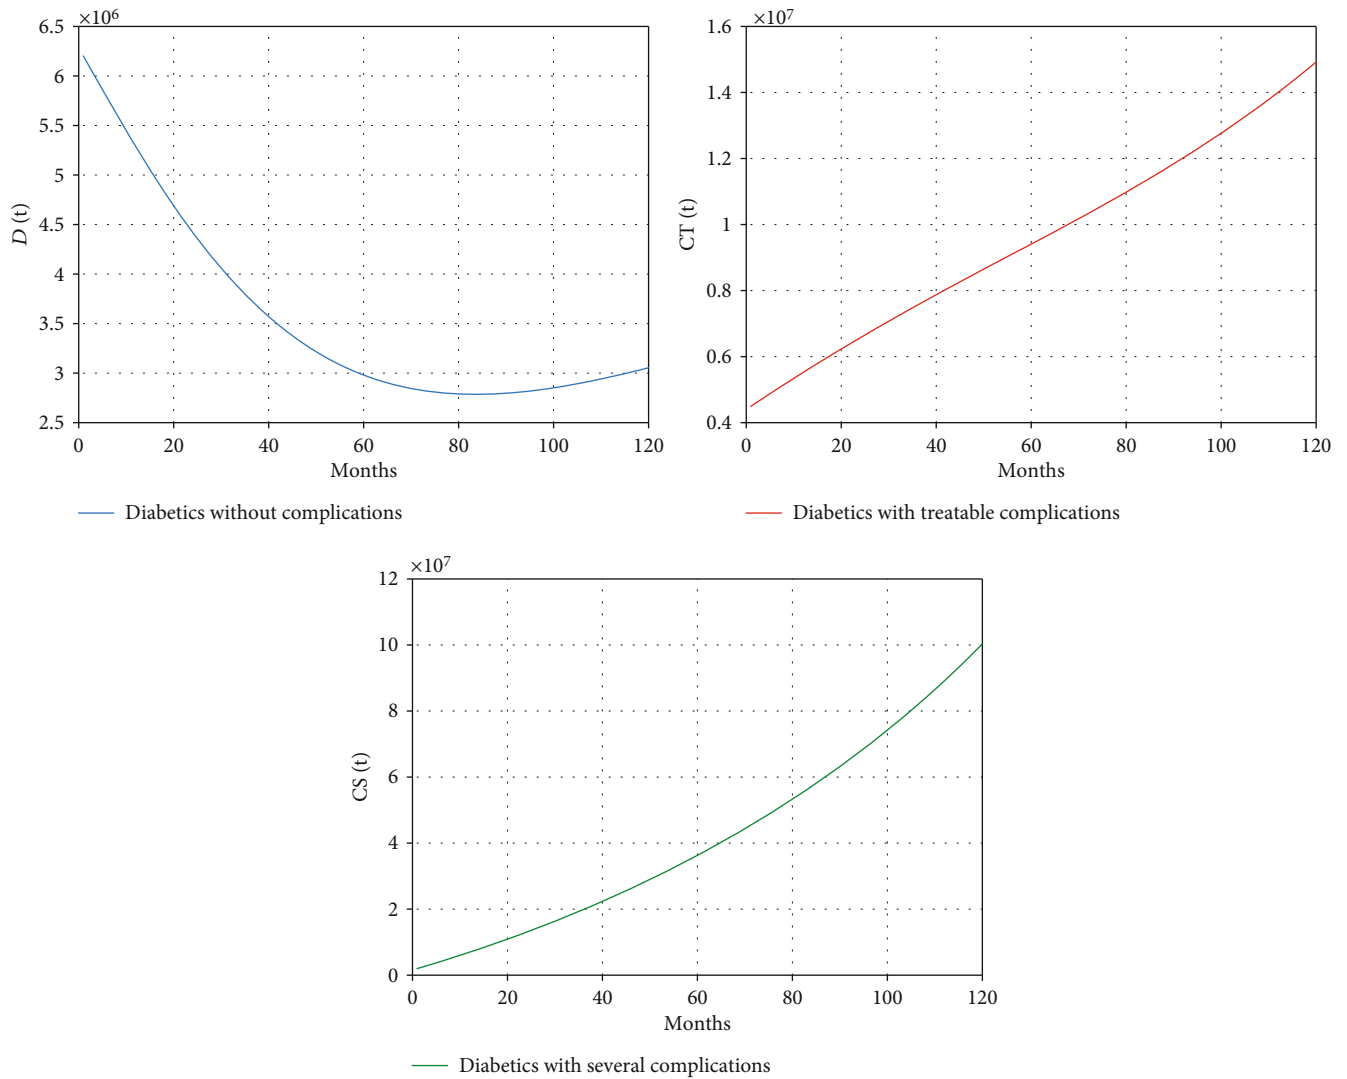 ×10⁶
6.5
6
5.5
5
4.5
4
3.5
3
2.5
D (t)
0 20 40 60 80 100 120
Months
Diabetics without complications
×10⁷
1.6
1.4
1.2
1
0.8
0.6
0.4
CT (t)
0 20 40 60 80 100 120
Months
Diabetics with treatable complications
×10⁷
12
10
8
6
4
2
0
CS (t)
0 20 40 60 80 100 120
Months
Diabetics with several complications